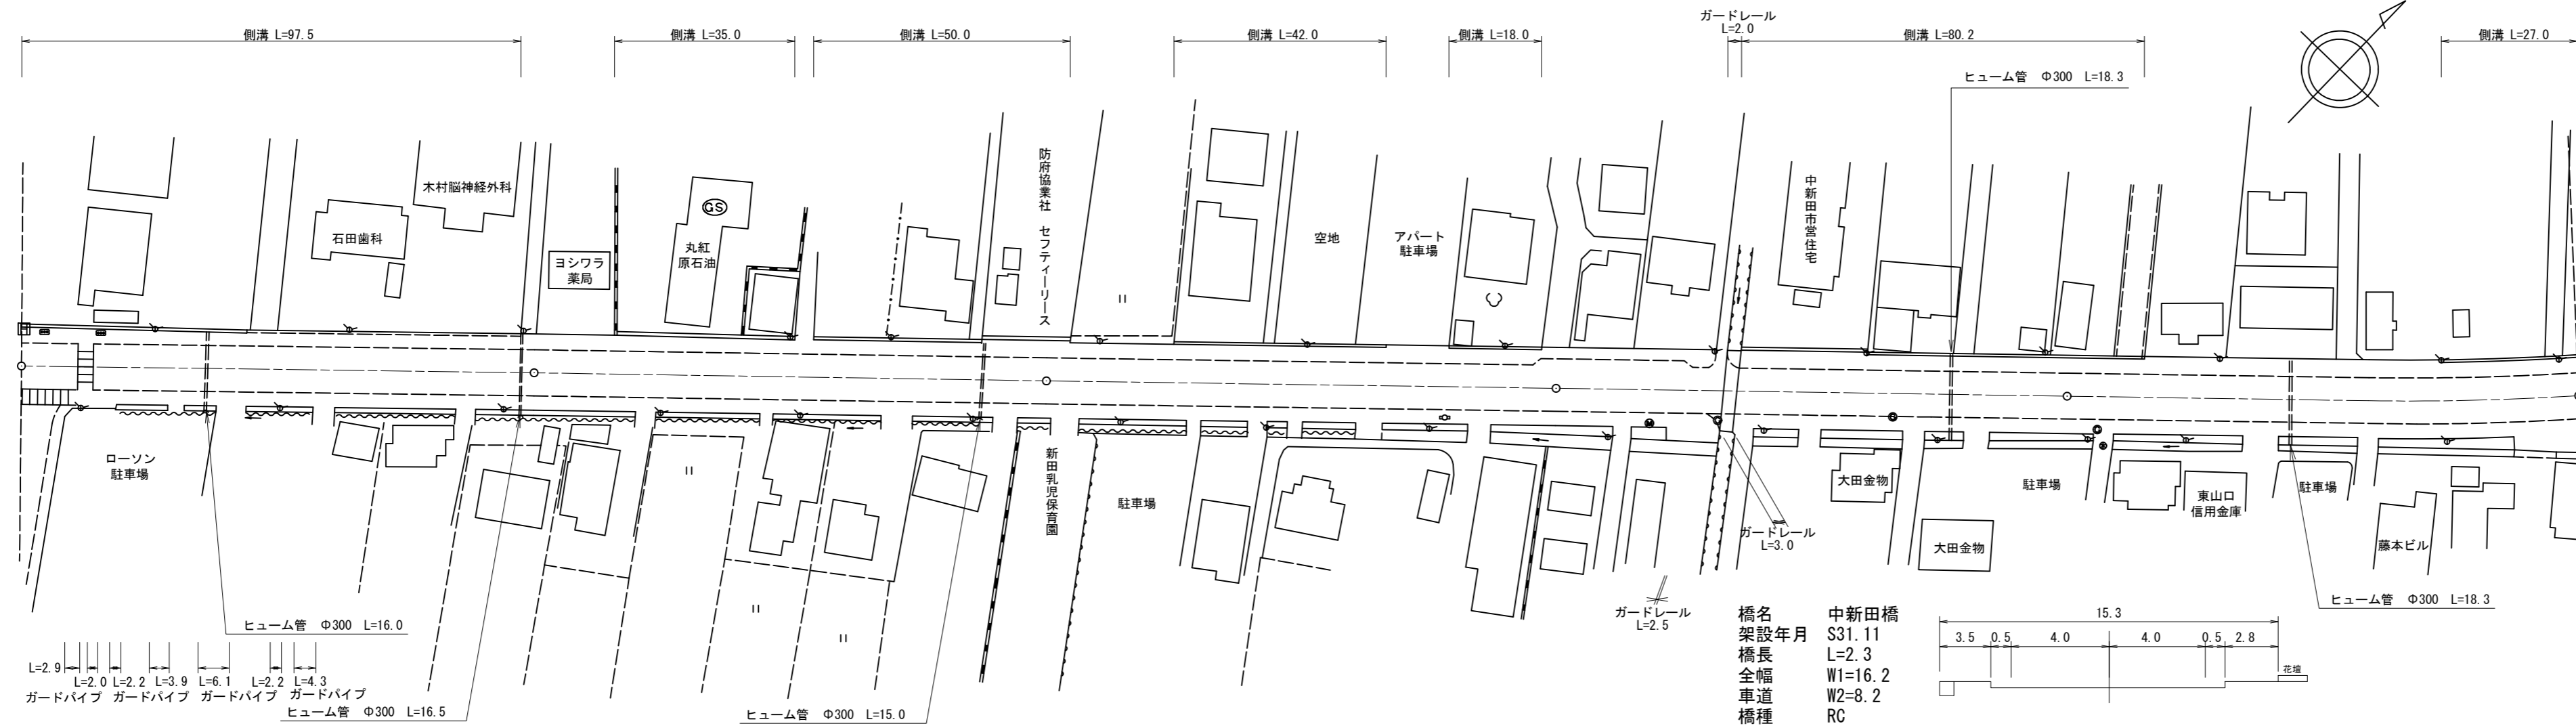 側溝 L=97.5
側溝 L=35.0
側溝 L=50.0
側溝 L=42.0
側溝 L=18.0
ガードレール
L=2.0
側溝 L=80.2
側溝 L=27.0
ヒューム管 Φ300 L=18.3
木村脳神経外科
石田歯科
ヨシワラ
薬局
GS
丸紅
原石油
防府協業社 セフティーリース
空地
アパート
駐車場
中新田市営住宅
ローソン
駐車場
新田乳児保育園
駐車場
大田金物
大田金物
駐車場
東山口
信用金庫
駐車場
藤本ビル
ガードレール
L=3.0
ガードレール
L=2.5
ヒューム管 Φ300 L=18.3
ヒューム管 Φ300 L=16.0
L=2.9
L=2.0 L=2.2 L=3.9 L=6.1 L=2.2 L=4.3
ガードパイプ ガードパイプ ガードパイプ ガードパイプ
ヒューム管 Φ300 L=16.5
ヒューム管 Φ300 L=15.0
橋名 中新田橋
架設年月 S31.11
橋長 L=2.3
全幅 W1=16.2
車道 W2=8.2
橋種 RC
15.3
3.5 0.5 4.0 4.0 0.5 2.8
花壇